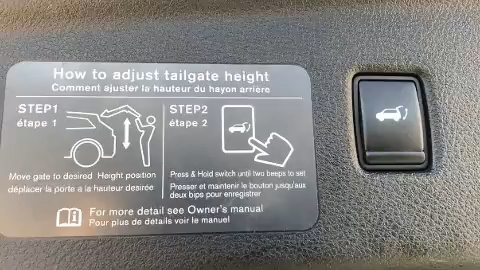 How to adjust tailgate height
Comment ajuster la hauteur du hayon arrière
STEP1
étape 1
STEP2
étape 2
Move gate to desired Height position
déplacer la porte a la hauteur desirée
Press & Hold switch until two beeps to set
Presser et maintenir le bouton jusqu'aux
deux bips pour enregistrer
For more detail see Owner's manual
Pour plus de détails voir le manuel